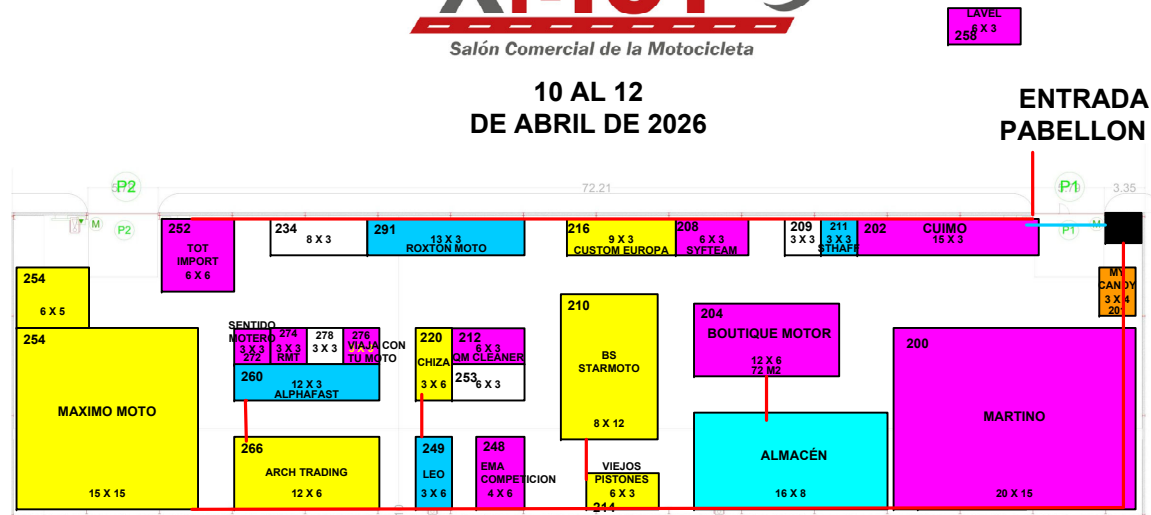 Salón Comercial de la Motocicleta
LAVEL
6 X 3
258
10 AL 12
DE ABRIL DE 2026
ENTRADA
PABELLON
P2
72.21
P1
3.35
M
P2
P1
M
252
TOT
IMPORT
6 X 6
234
8 X 3
291
13 X 3
ROXTON MOTO
216
9 X 3
CUSTOM EUROPA
208
6 X 3
SYFTEAM
209
3 X 3
211
3 X 3
STHAFF
202
CUIMO
15 X 3
MY
CANDY
3 X 4
254
6 X 5
254
MAXIMO MOTO
15 X 15
SENTIDO
MOTERO
3 X 3
272
274
3 X 3
RMT
278
3 X 3
276
VIAJA CON
TU MOTO
260
12 X 3
ALPHAFAST
220
CHIZA
3 X 6
212
6 X 3
QM CLEANER
253
6 X 3
210
BS
STARMOTO
8 X 12
204
BOUTIQUE MOTOR
12 X 6
72 M2
200
MARTINO
20 X 15
266
ARCH TRADING
12 X 6
249
LEO
3 X 6
248
EMA
COMPETICION
4 X 6
VIEJOS
PISTONES
6 X 3
214
ALMACÉN
16 X 8